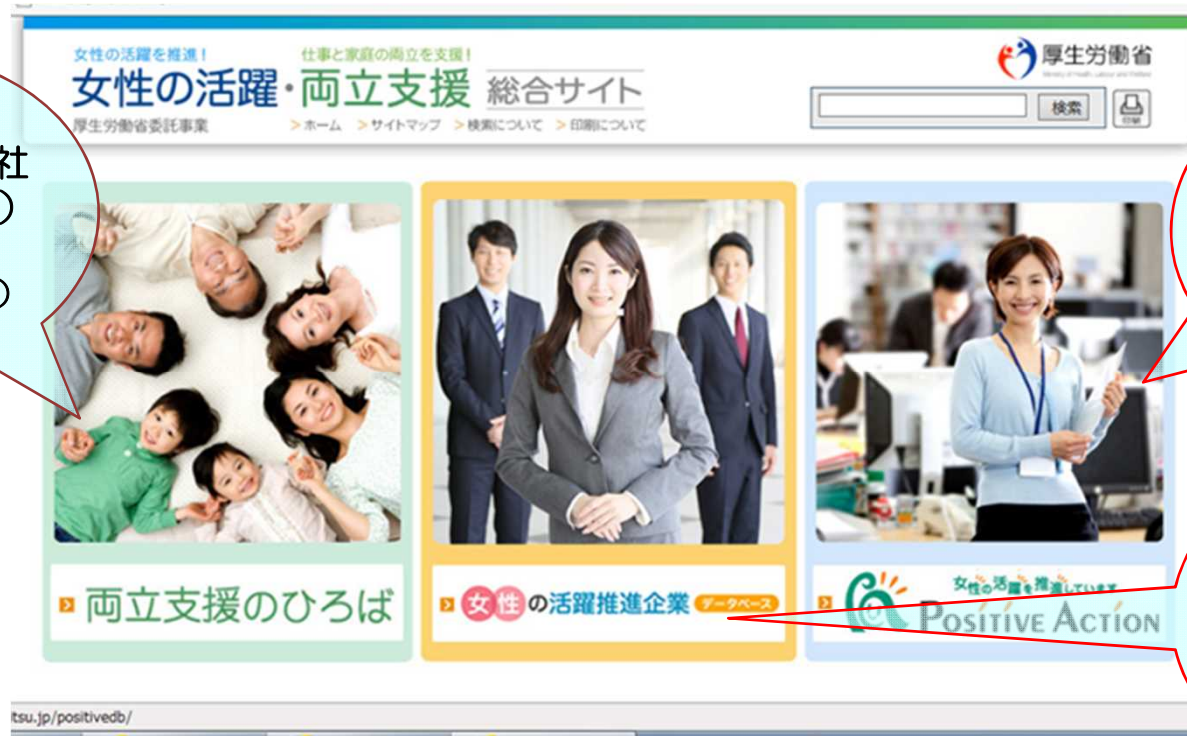 女性の活躍を推進！ 仕事と家庭の両立を支援！
女性の活躍・両立支援 総合サイト
厚生労働省委託事業 >ホーム >サイトマップ >検索について >印刷について
厚生労働省
検索
印刷
社
両立支援のひろば
女性の活躍推進企業 データベース
女性の活躍を推進しています
POSITIVE ACTION
tsu.jp/positivedb/